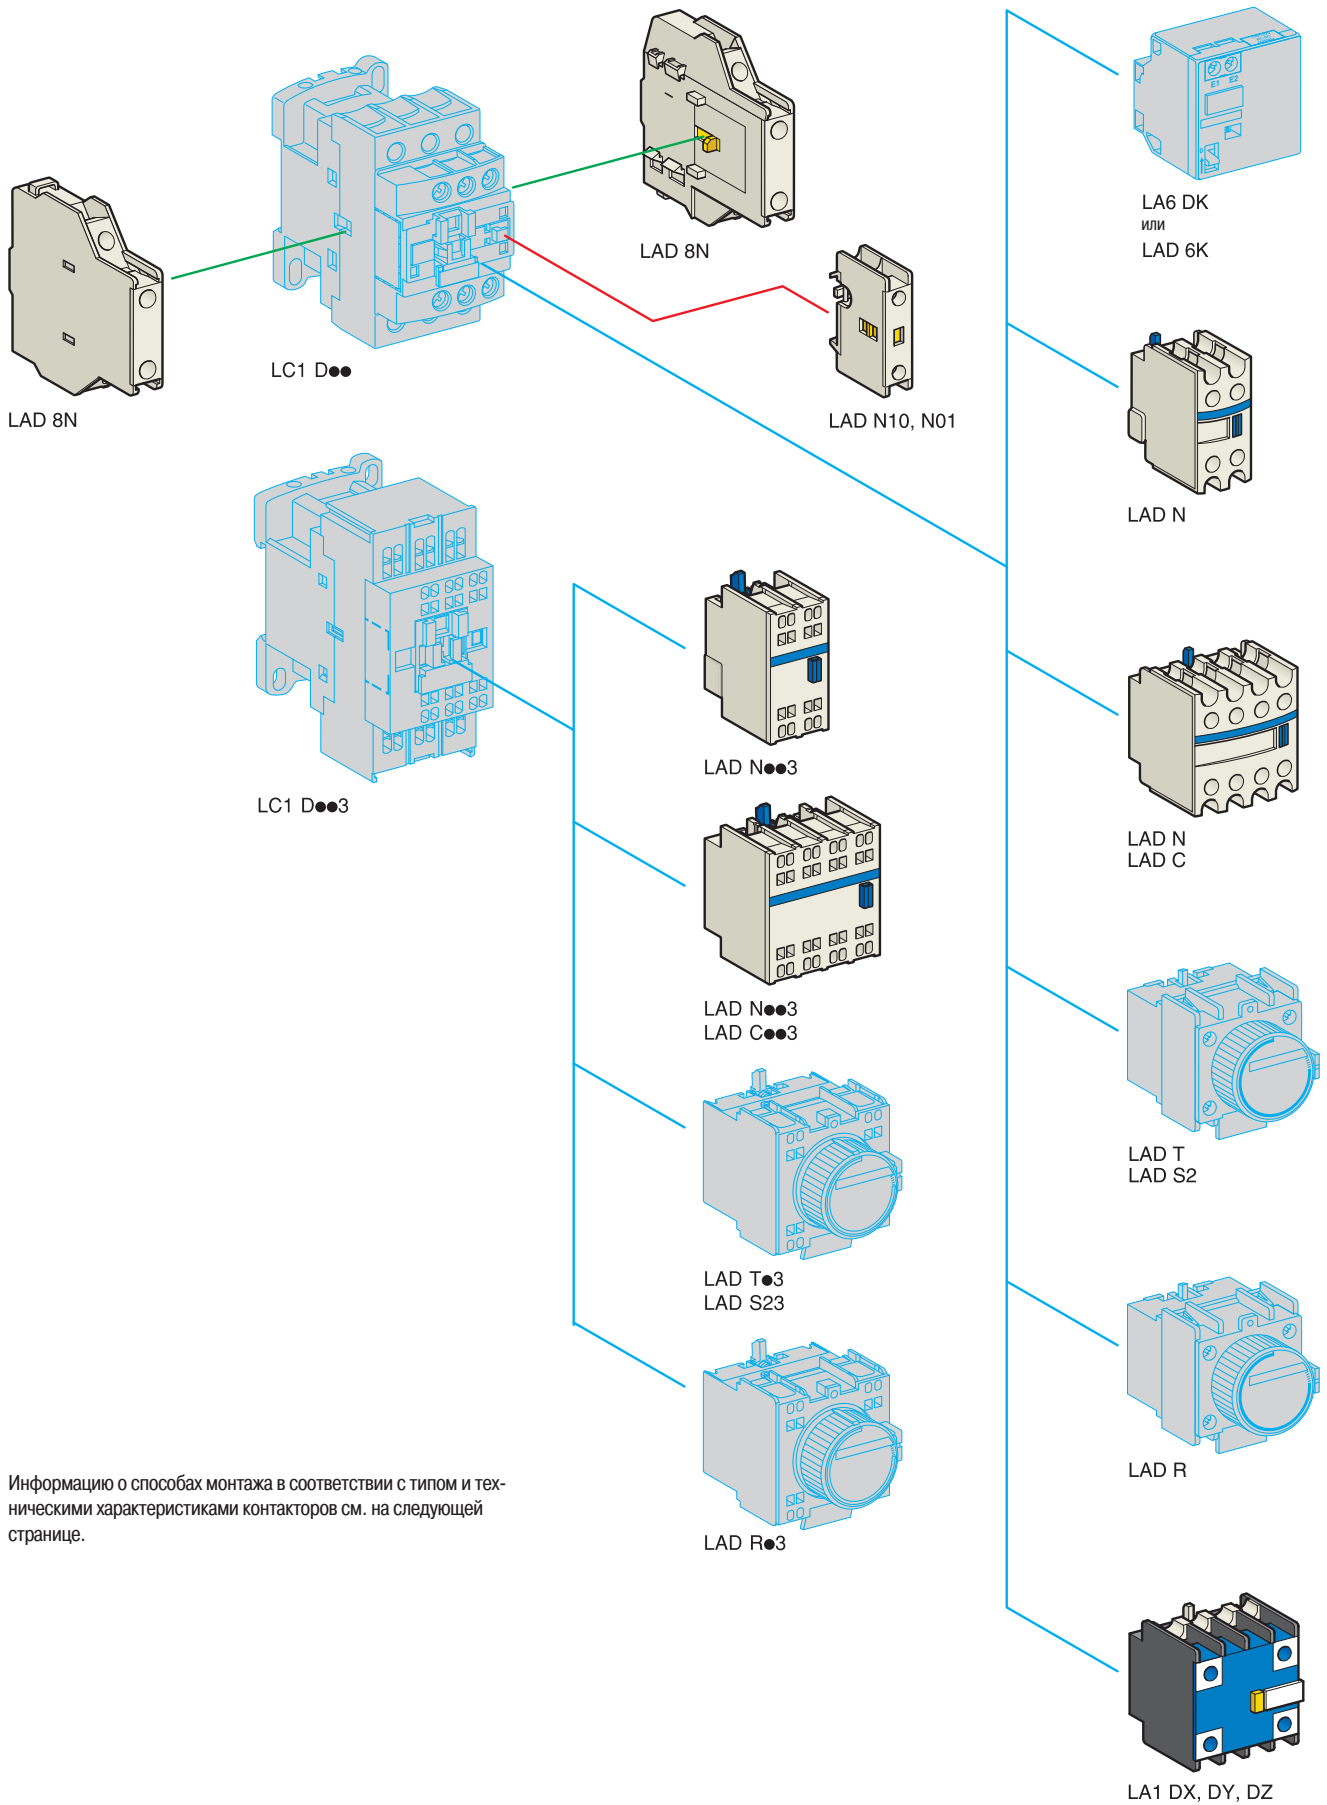 E1 E2
LA6 DK
или
LAD 6K
LAD 8N
LC1 D●●
LAD 8N
LAD N10, N01
LAD N
LC1 D●●3
LAD N●●3
LAD N
LAD C
LAD N●●3
LAD C●●3
LAD T
LAD S2
LAD T●3
LAD S23
LAD R
Информацию о способах монтажа в соответствии с типом и тех-
ническими характеристиками контакторов см. на следующей
странице.
LAD R●3
LA1 DX, DY, DZ